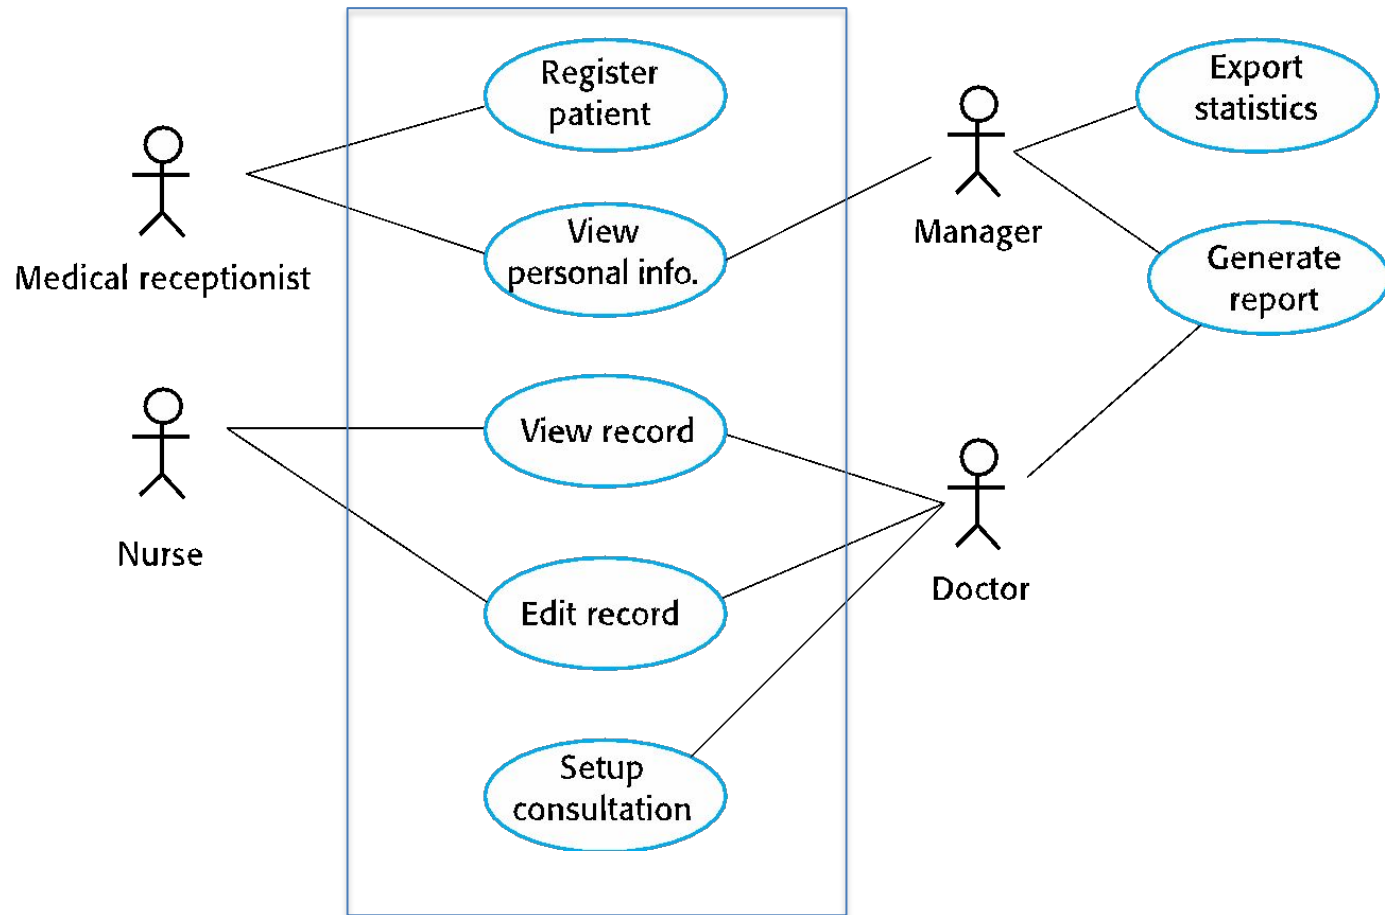 Register
patient
Export
statistics
View
personal info.
Manager
Medical receptionist
Generate
report
View record
Nurse
Edit record
Doctor
Setup
consultation